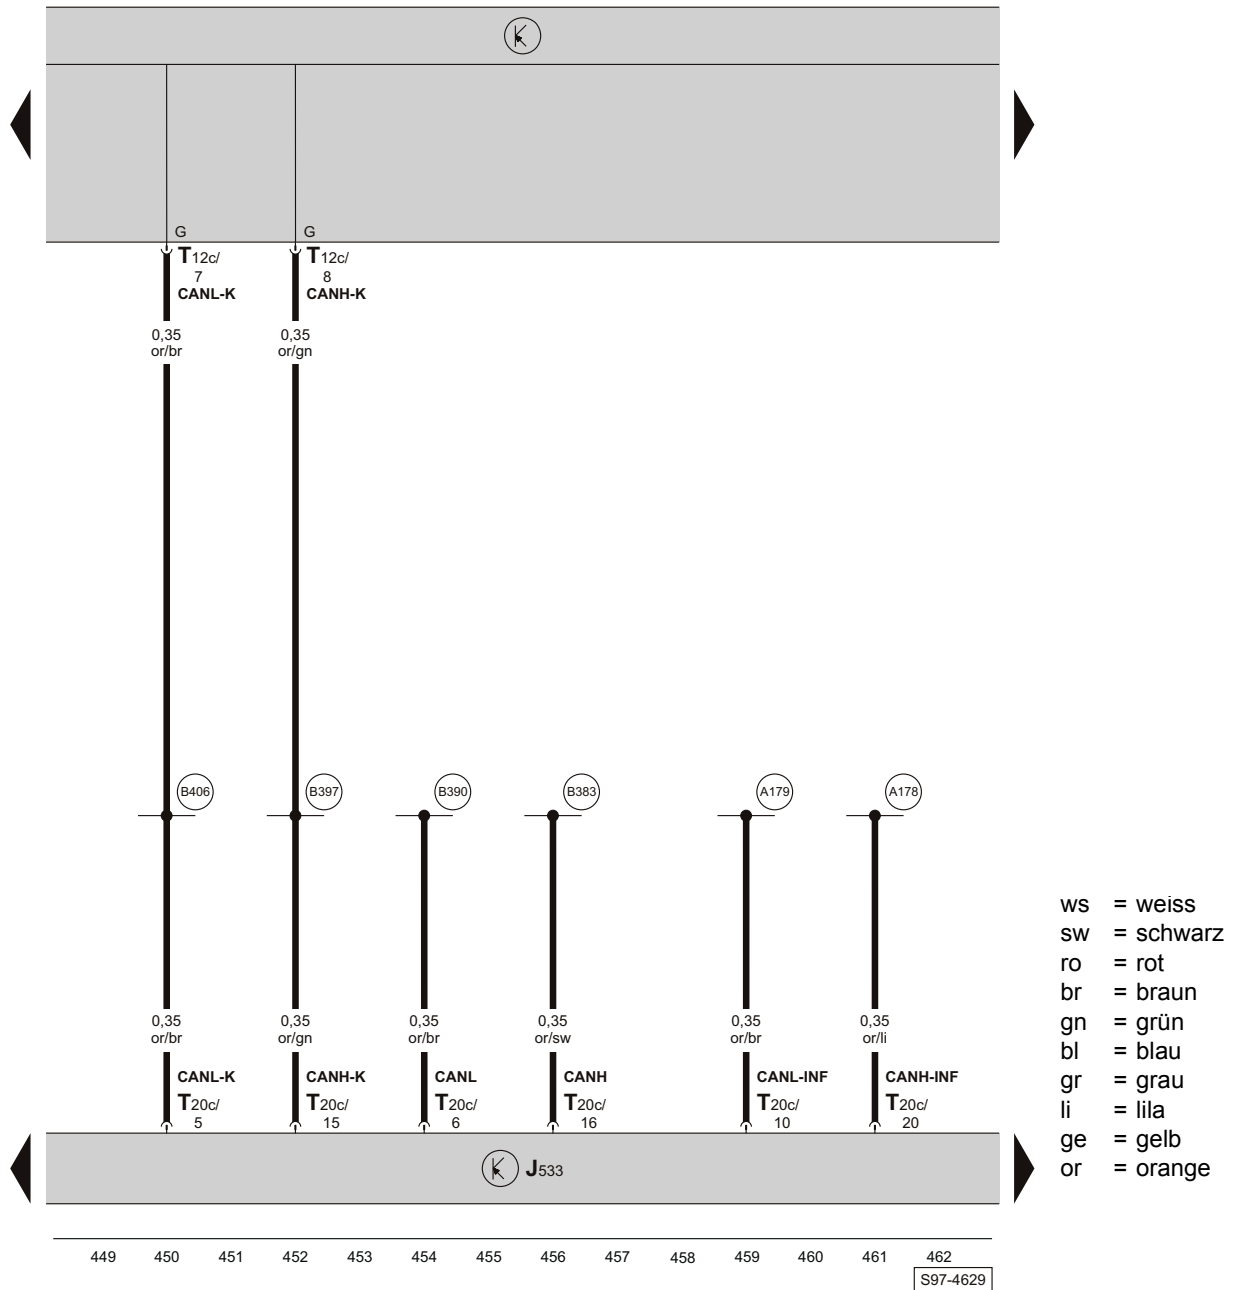 G G
T12c/ T12c/
7 8
CANL-K CANH-K
0,35 0,35
or/br or/gn
B406 B397 B390 B383 A179 A178
0,35 0,35 0,35 0,35 0,35 0,35
or/br or/gn or/br or/sw or/br or/li
CANL-K CANH-K CANL CANH CANL-INF CANH-INF
T20c/ T20c/ T20c/ T20c/ T20c/ T20c/
5 15 6 16 10 20
J533
449 450 451 452 453 454 455 456 457 458 459 460 461 462
S97-4629
ws = weiss
sw = schwarz
ro = rot
br = braun
gn = grün
bl = blau
gr = grau
li = lila
ge = gelb
or = orange